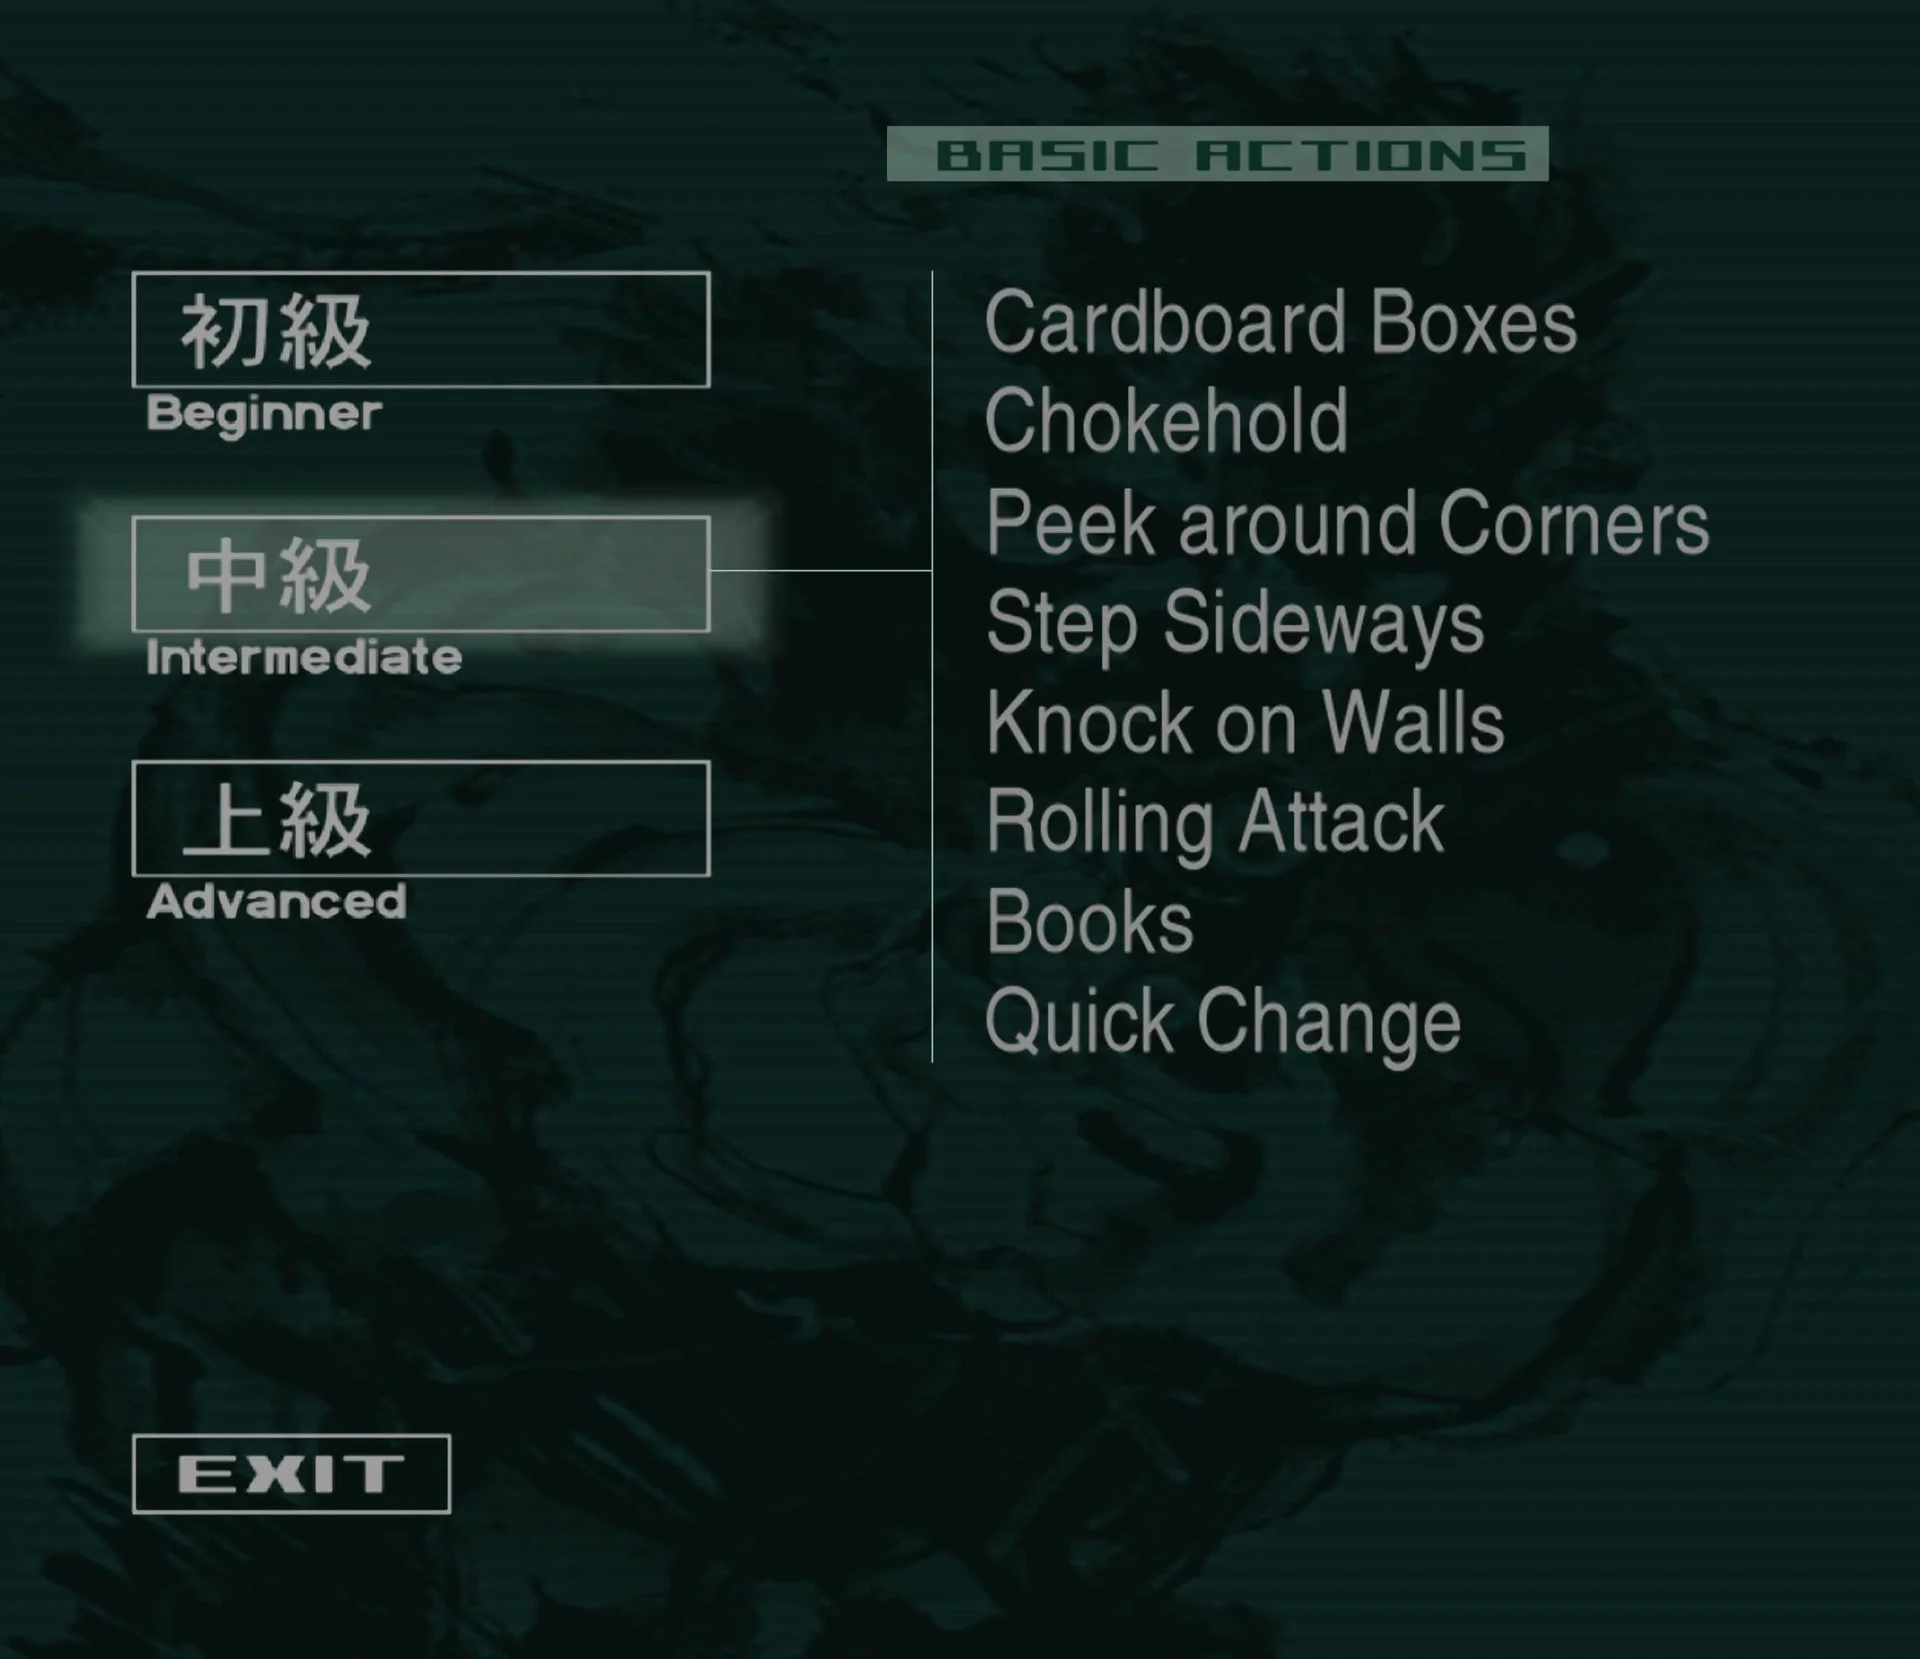 BASIC ACTIONS
初級
Beginner
中級
Intermediate
上級
Advanced
Cardboard Boxes
Chokehold
Peek around Corners
Step Sideways
Knock on Walls
Rolling Attack
Books
Quick Change
EXIT